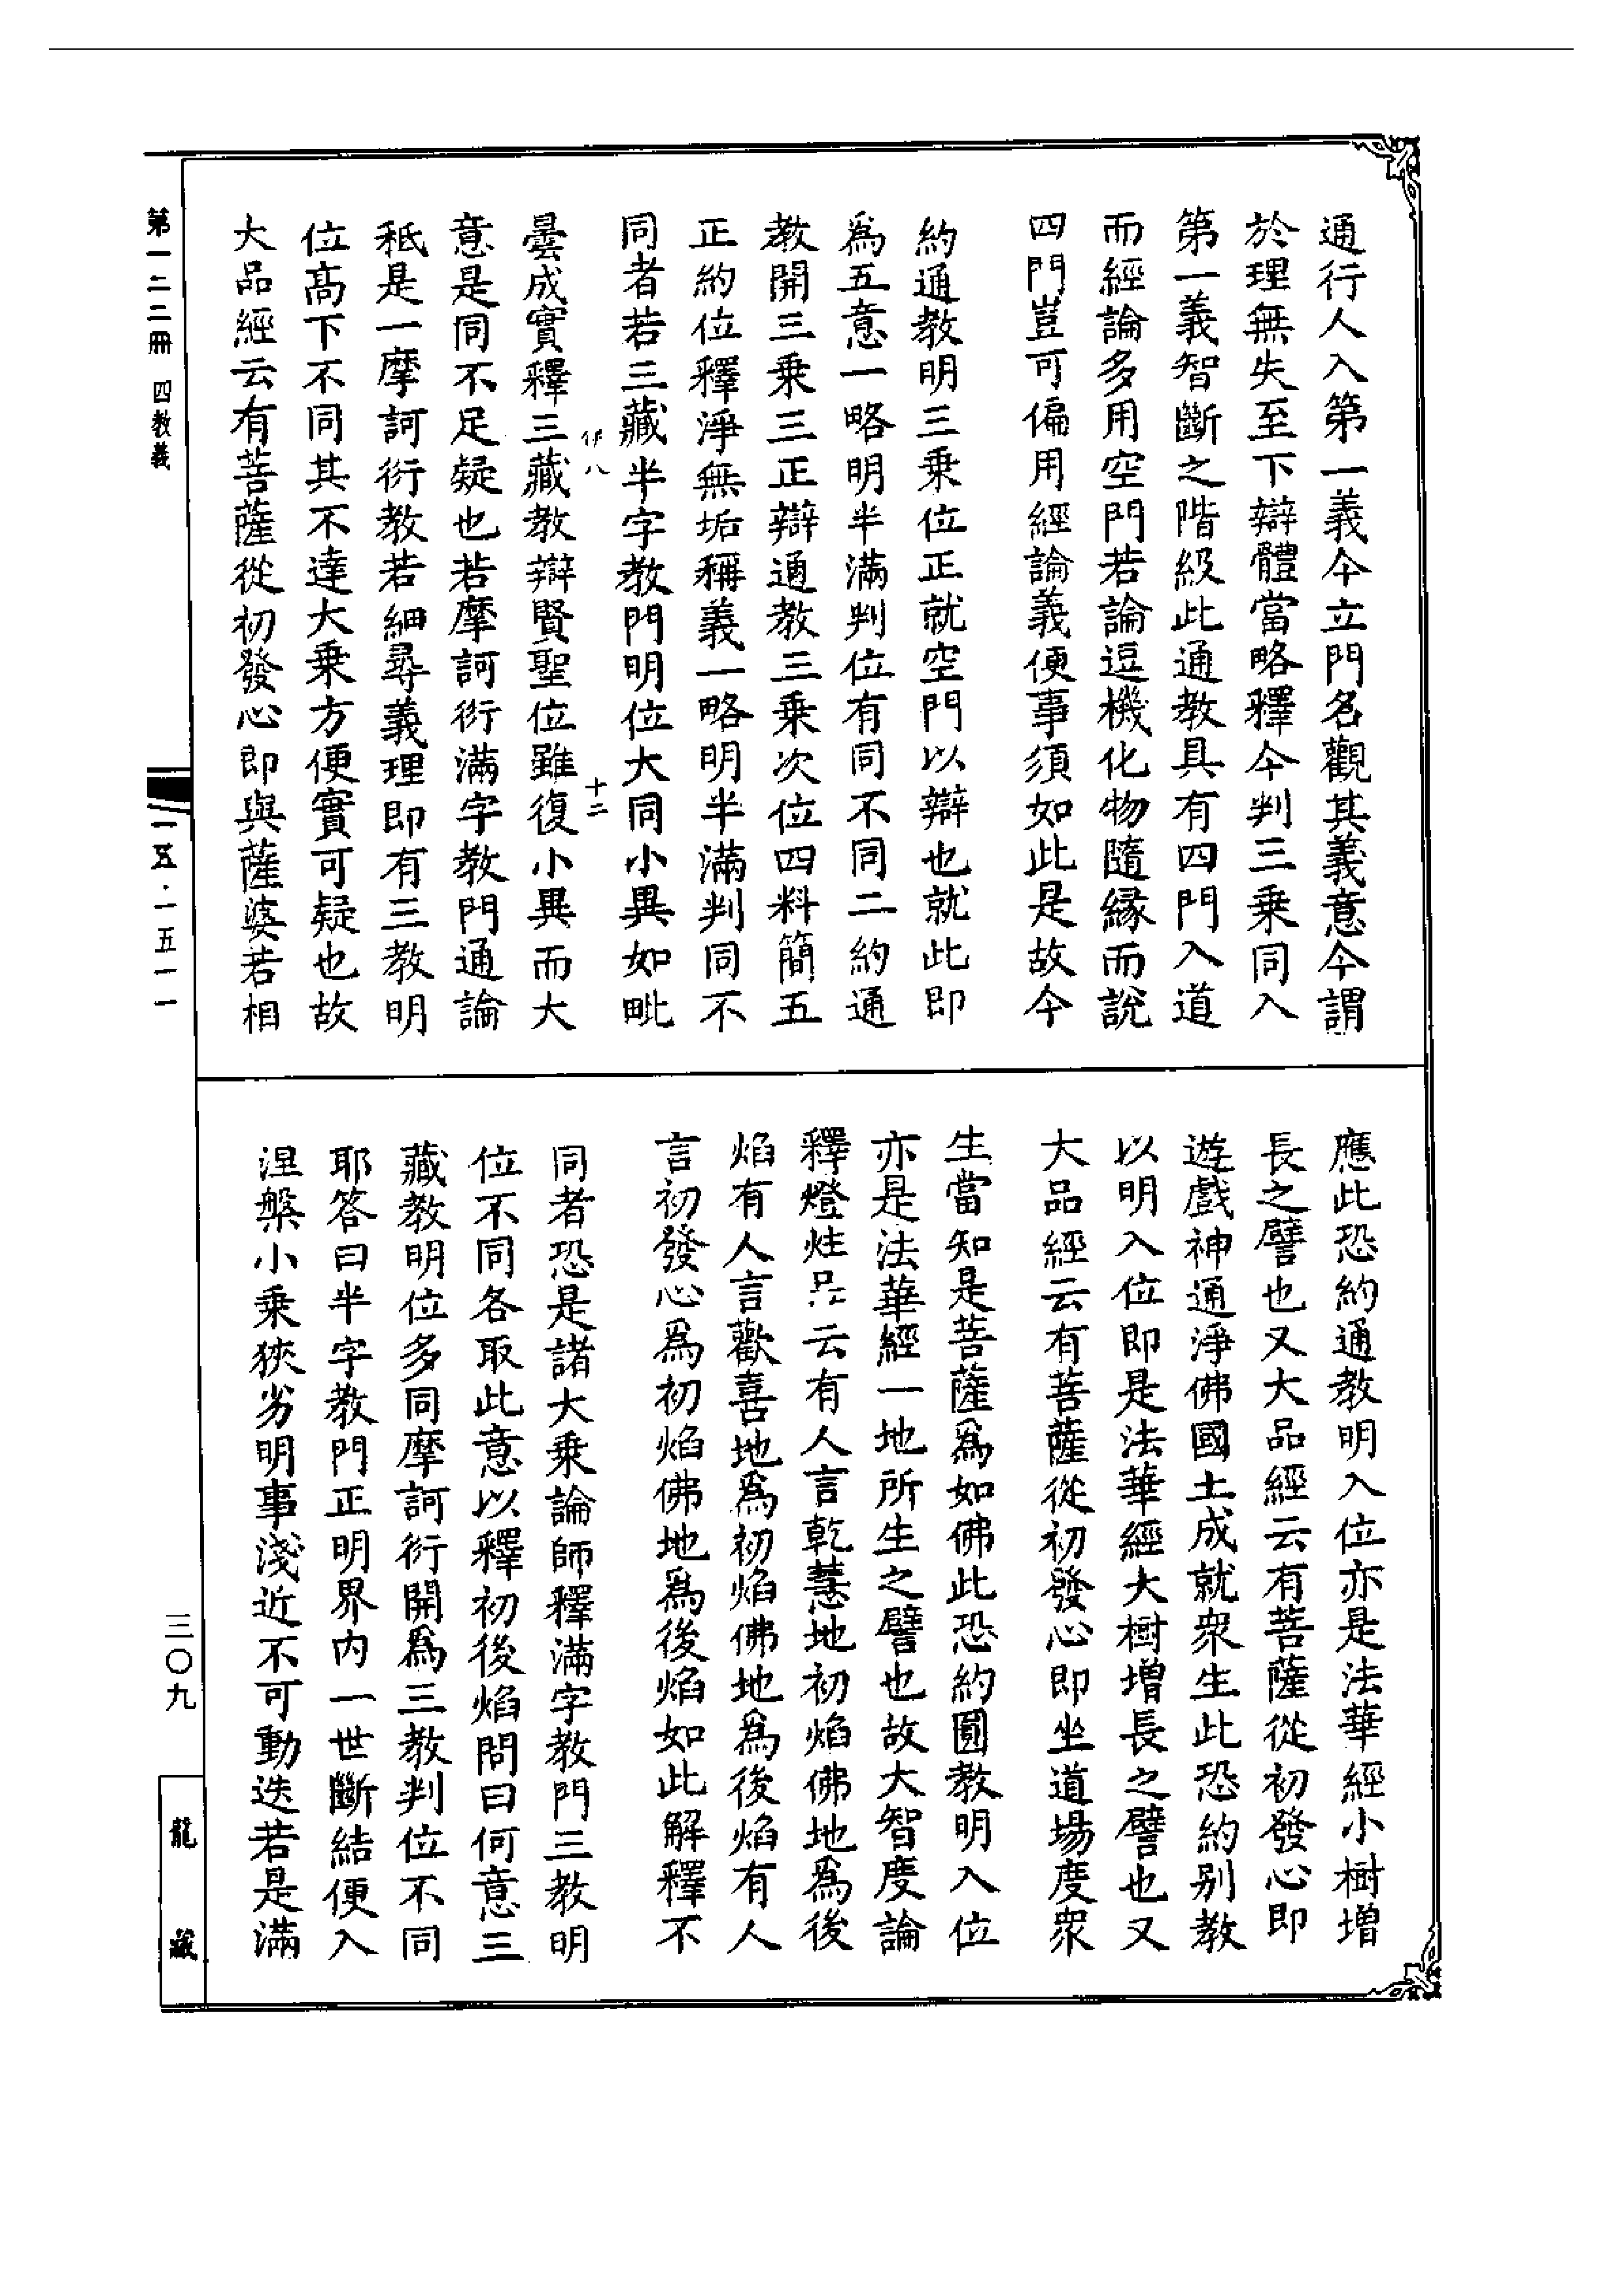 通行人入第一義今立門名觀其義意今謂
於理無失至下辯體當略釋今判三乘同入
第一義智斷之階級此通教具有四門入道
而經論多用空門若論逗機化物隨緣而說
四門豈可偏用經論義便事須如此是故今
約通教明三乘位正就空門以辯也就此即
為五意一略明半滿判位有同不同二約通
教開三乘三正辯通教三乘次位四料簡五
正約位釋淨無垢稱義一略明半滿判同不
同者若三藏半字教門明位大同小異如毗
八
十二
曇成實釋三藏教辯賢聖位雖復小異而大
意是同不足疑也若摩訶衍滿字教門通論
秖是一摩訶衍教若細尋義理即有三教明
位高下不同其不達大乘方便實可疑也故
大品經云有菩薩從初發心即與薩婆若相
應此恐約通教明入位亦是法華經小樹增
長之譬也又大品經云有菩薩從初發心即
遊戲神通淨佛國土成就眾生此恐約別教
以明入位即是法華經大樹增長之譬也又
大品經云有菩薩從初發心即坐道場度眾
生當知是菩薩為如佛此恐約圓教明入位
亦是法華經一地所生之譬也故大智度論
釋燈炷品云有人言乾慧地初焰佛地為後
焰有人言歡喜地為初焰佛地為後焰有人
言初發心為初焰佛地為後焰如此解釋不
同者恐是諸大乘論師釋滿字教門三教明
位不同各取此意以釋初後焰問曰何意三
藏教明位多同摩訶衍開為三教判位不同
耶答曰半字教門正明界內一世斷結便入
涅槃小乘狹劣明事淺近不可動迭若是滿
第一二二冊 四教義
一五·一五一一
三〇九
龍藏